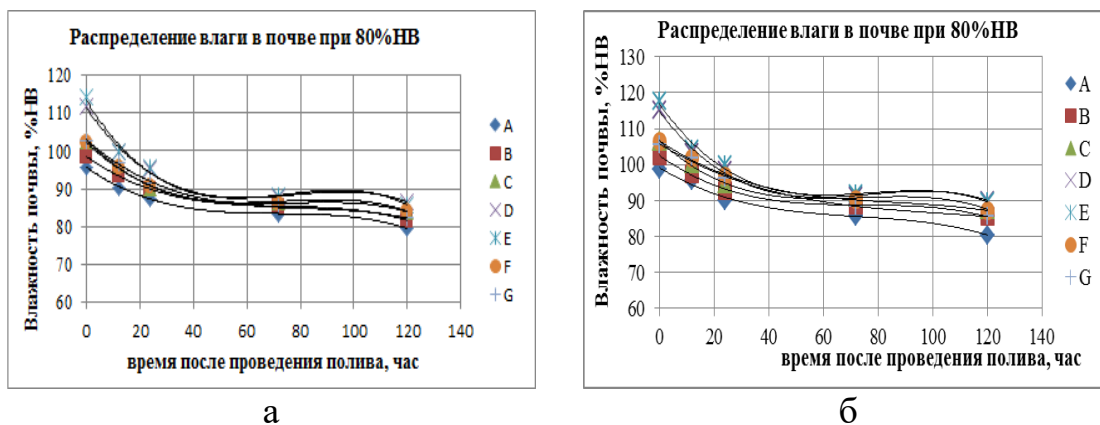 Распределение влаги в почве при 80%НВ
Влажность почвы, %НВ
120
110
100
90
80
70
60
0 20 40 60 80 100 120 140
время после проведения полива, час
A
B
C
D
E
F
G
а
Распределение влаги в почве при 80%НВ
Влажность почвы, %НВ
130
120
110
100
90
80
70
60
0 20 40 60 80 100 120 140
время после проведения полива, час
A
B
C
D
E
F
G
б